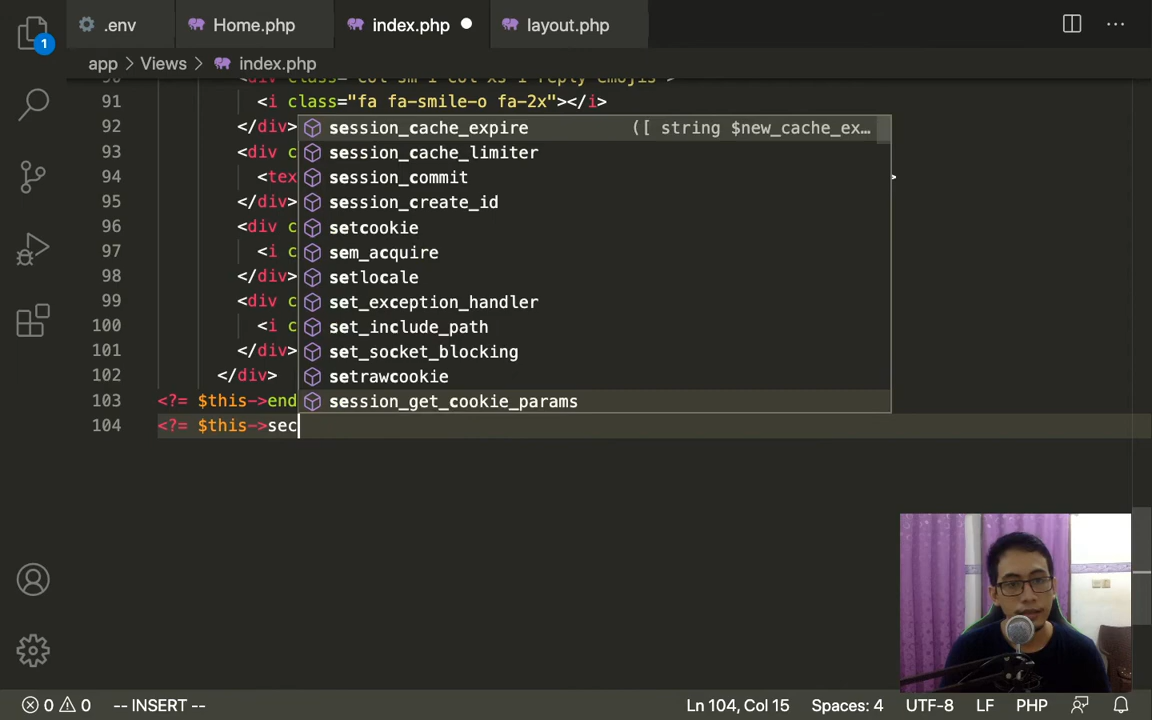 .env
Home.php
index.php
layout.php
1
app > Views > index.php
91 <i class="fa fa-smile-o fa-2x"></i>
92 </div>
93 <div c
94 <tex >
95 </div>
96 <div c
97 <i c
98 </div>
99 <div c
100 <i c
101 </div>
102 </div>
103 <?= $this->end
104 <?= $this->sec
session_cache_expire ([ string $new_cache_ex…
session_cache_limiter
session_commit
session_create_id
setcookie
sem_acquire
setlocale
set_exception_handler
set_include_path
set_socket_blocking
setrawcookie
session_get_cookie_params
0 0 -- INSERT -- Ln 104, Col 15 Spaces: 4 UTF-8 LF PHP